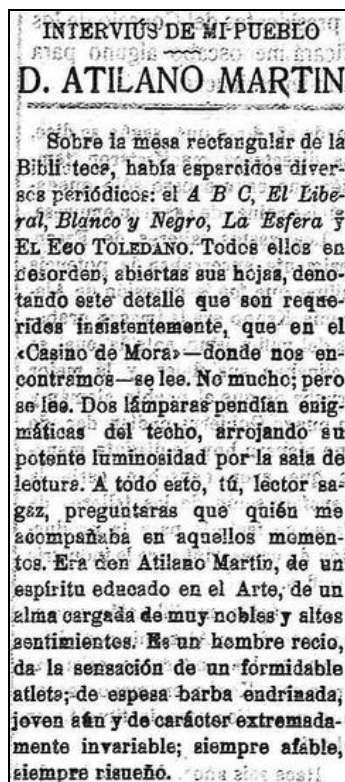 INTERVIUS DE MI PUEBLO
D. ATILANO MARTIN
Sobre la mesa rectangular de la
Biblioteca, había esparcidos diver-
sos periódicos: el A B C, El Libe-
ral, Blanco y Negro, La Esfera y
EL ECO TOLEDANO. Todos ellos en
desorden, abiertas sus hojas, deno-
tando este detalle que son reque-
ridos insistentemente, que en el
«Casino de Mora»—donde nos en-
contramos—se lee. No mucho; pero
se lee. Dos lámparas pendían enig-
máticas del techo, arrojando su
potente luminosidad por la sala de
lectura. A todo esto, tú, lector sa-
gaz, preguntaras que quién me
acompañaba en aquellos momen-
tos. Era don Atilano Martín, de un
espíritu educado en el Arte, de un
alma cargada de muy nobles y altos
sentimientos. Es un hombre recio,
da la sensación de un formidable
atleta; de espesa barba endrinada,
joven aún y de carácter extremada-
mente invariable; siempre afable,
siempre risueño.